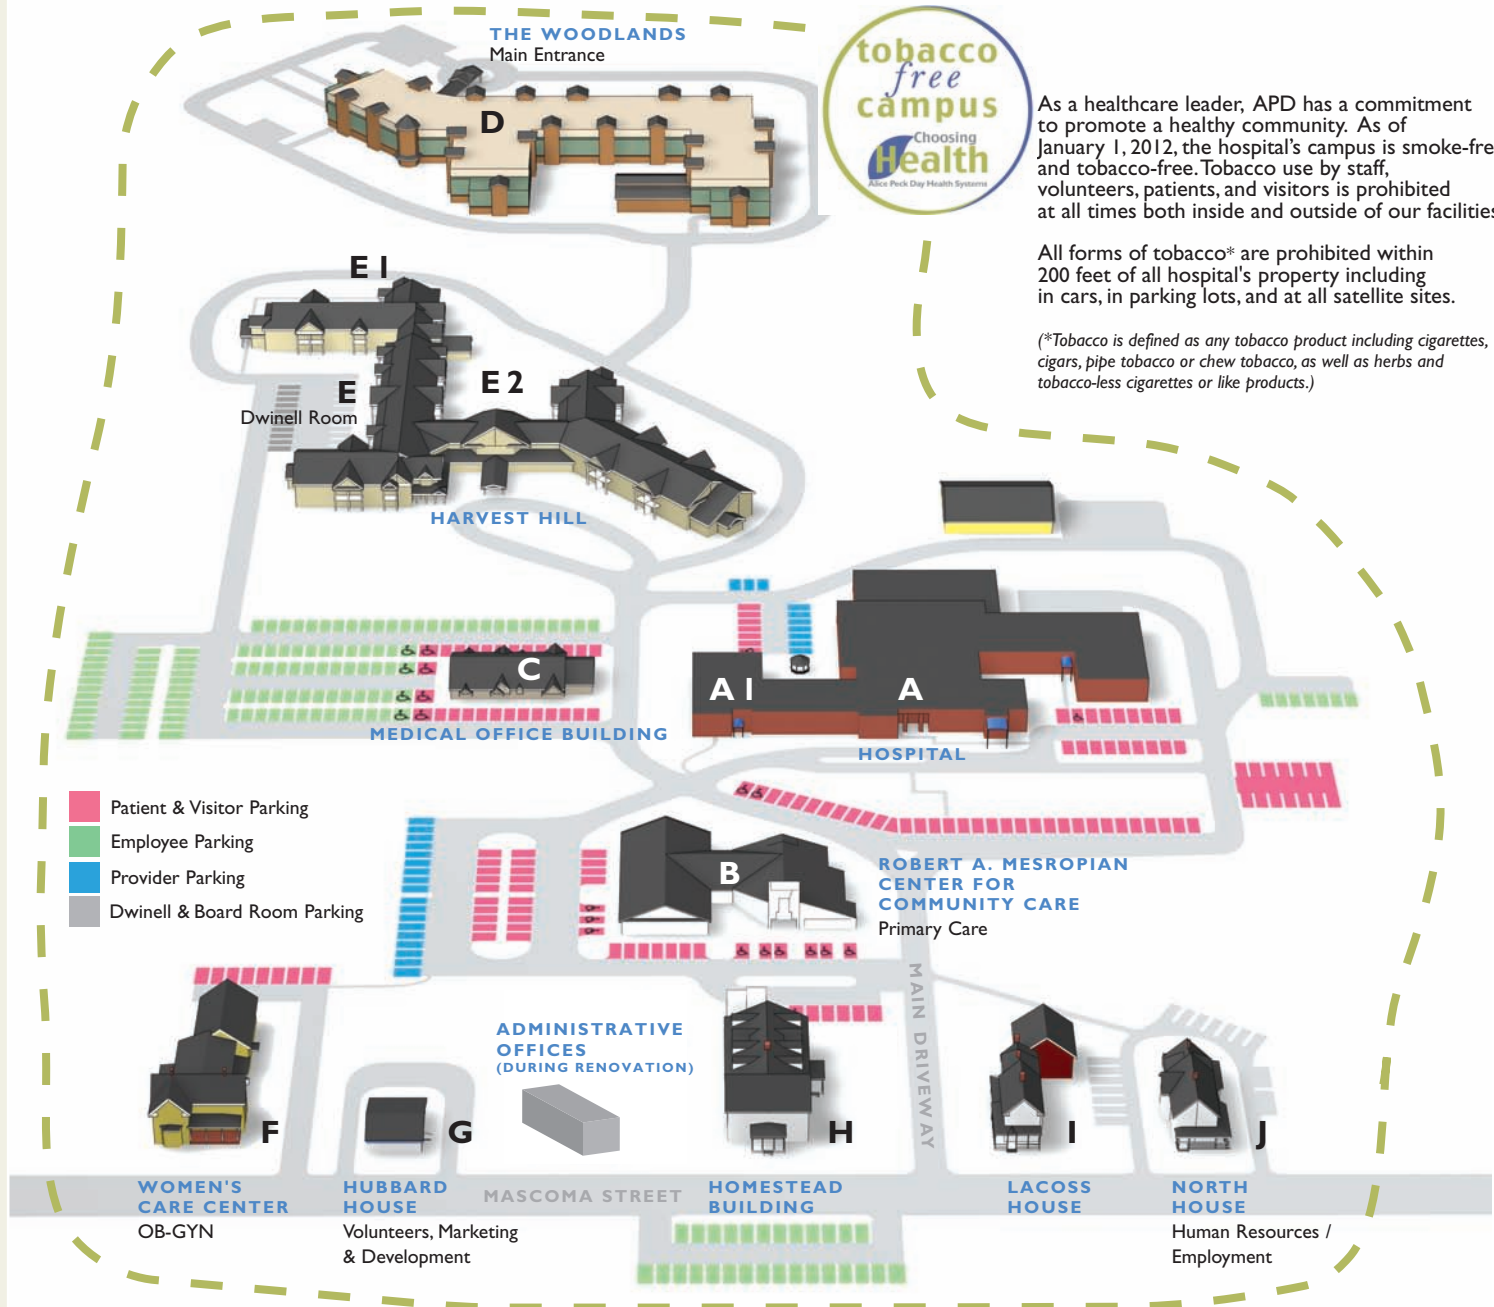 THE WOODLANDS
Main Entrance
D
tobacco
free
campus
Choosing
Health
Alice Peck Day Health Systems
As a healthcare leader, APD has a commitment
to promote a healthy community. As of
January 1, 2012, the hospital's campus is smoke-fre
and tobacco-free. Tobacco use by staff,
volunteers, patients, and visitors is prohibited
at all times both inside and outside of our facilities
All forms of tobacco* are prohibited within
200 feet of all hospital's property including
in cars, in parking lots, and at all satellite sites.
(*Tobacco is defined as any tobacco product including cigarettes,
cigars, pipe tobacco or chew tobacco, as well as herbs and
tobacco-less cigarettes or like products.)
E 1
E 2
E
Dwinell Room
HARVEST HILL
C
MEDICAL OFFICE BUILDING
A 1
A
HOSPITAL
Patient & Visitor Parking
Employee Parking
Provider Parking
Dwinell & Board Room Parking
B
ROBERT A. MESROPIAN
CENTER FOR
COMMUNITY CARE
Primary Care
MAIN DRIVEWAY
ADMINISTRATIVE
OFFICES
(DURING RENOVATION)
F
G
H
I
J
WOMEN'S
CARE CENTER
OB-GYN
HUBBARD
HOUSE
Volunteers, Marketing
& Development
MASCOMA STREET
HOMESTEAD
BUILDING
LACOSS
HOUSE
NORTH
HOUSE
Human Resources /
Employment